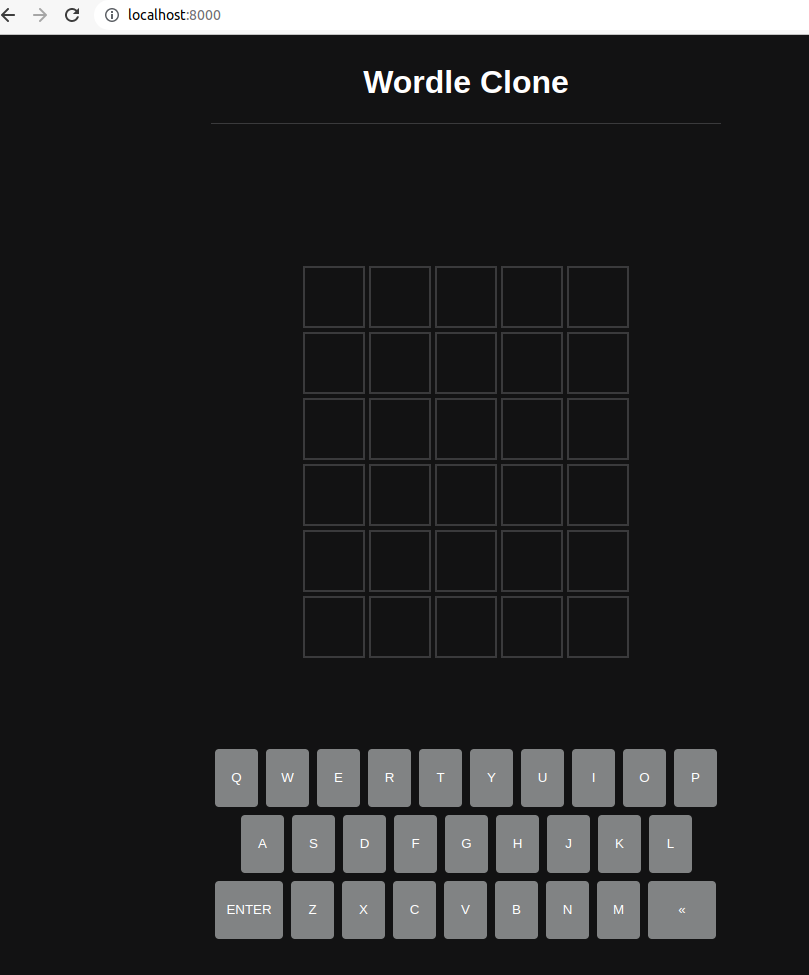 localhost:8000
Wordle Clone
Q W E R T Y U I O P
A S D F G H J K L
ENTER Z X C V B N M «